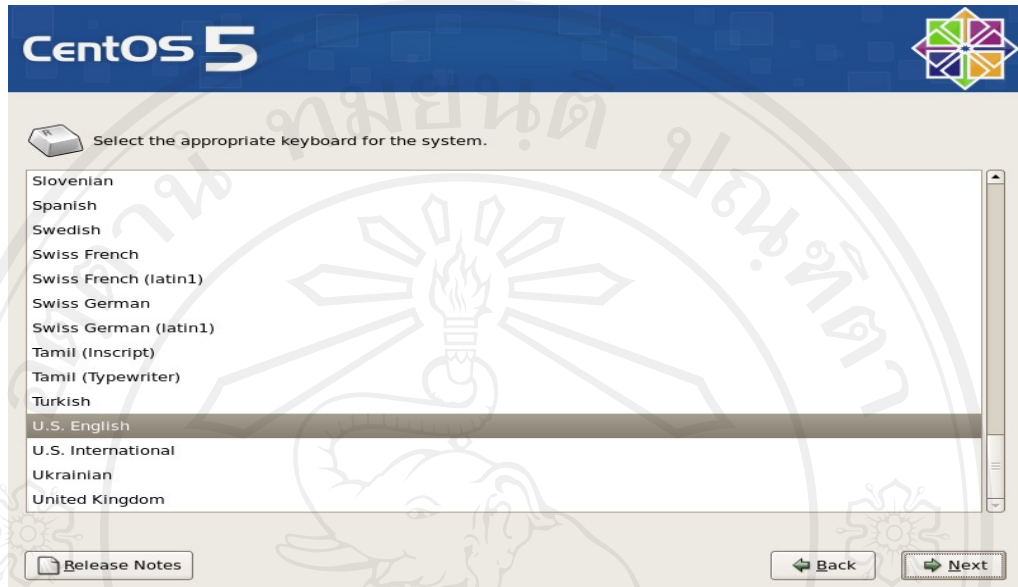 CentOS 5
Select the appropriate keyboard for the system.
Slovenian
Spanish
Swedish
Swiss French
Swiss French (latin1)
Swiss German
Swiss German (latin1)
Tamil (Inscript)
Tamil (Typewriter)
Turkish
U.S. English
U.S. International
Ukrainian
United Kingdom
Release Notes
Back
Next